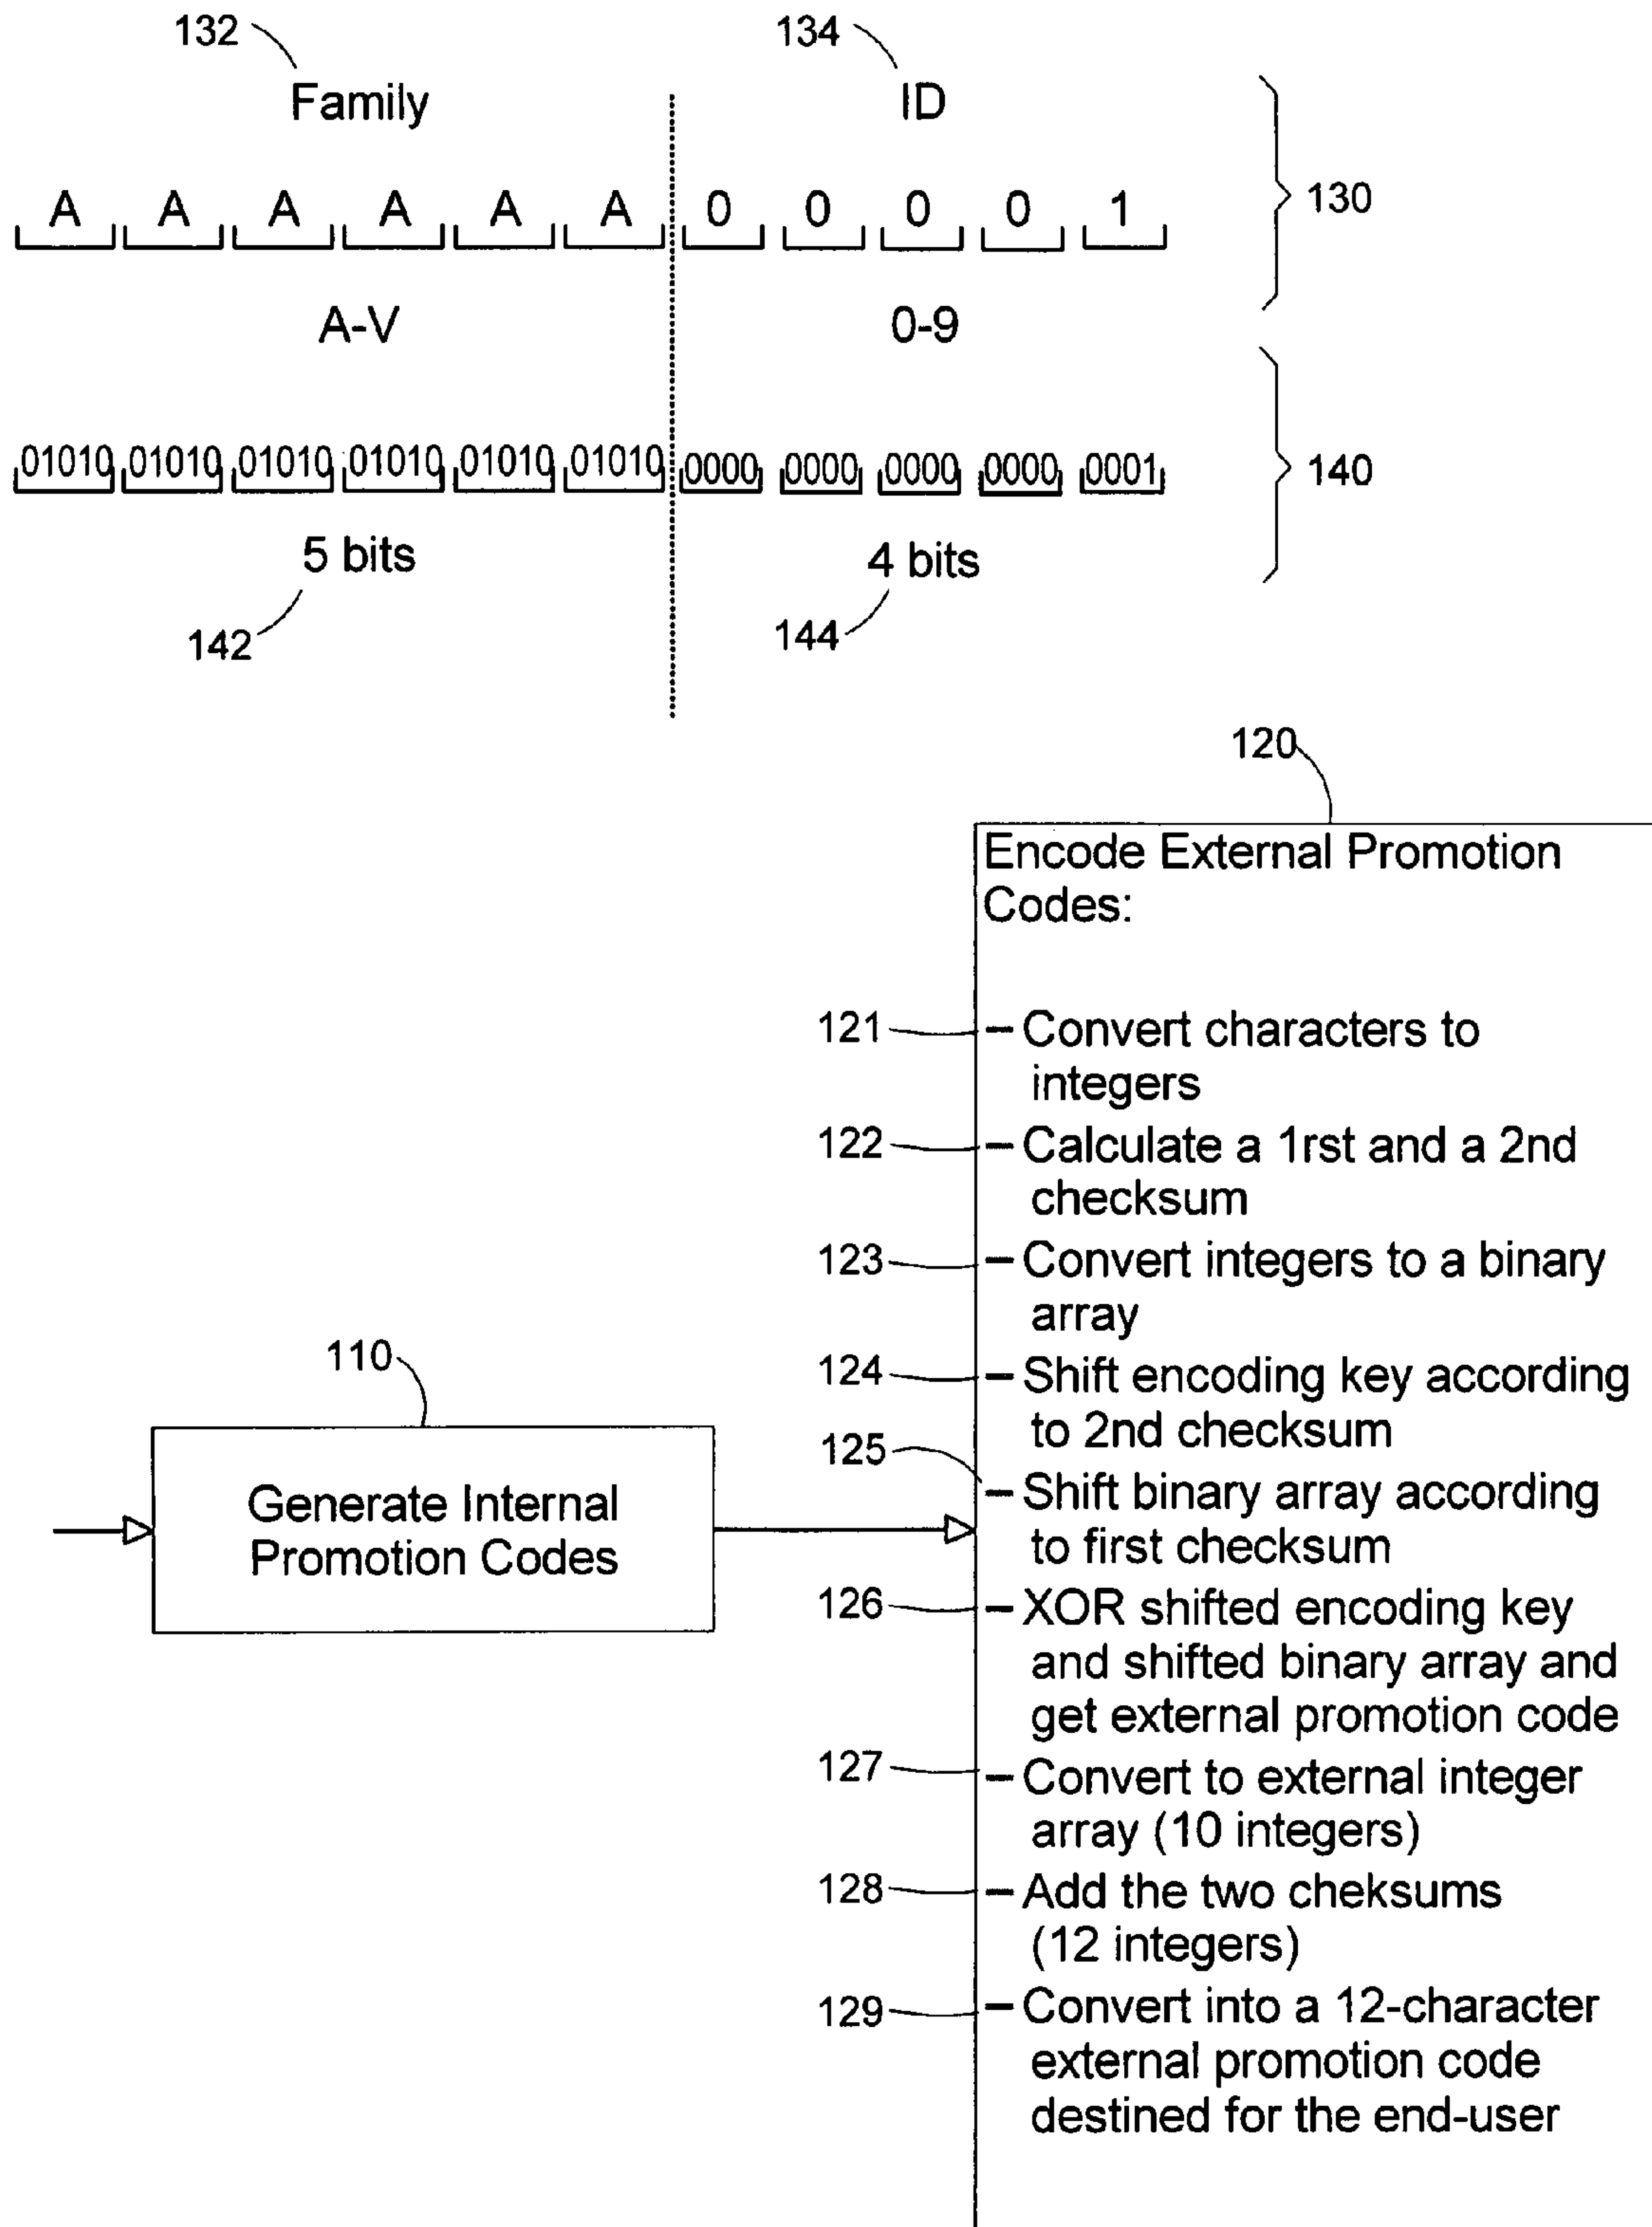 132
134
Family
ID
A A A A A A 0 0 0 0 1
130
A-V
0-9
01010 01010 01010 01010 01010 01010 0000 0000 0000 0000 0001
140
5 bits
4 bits
142
144
120
Encode External Promotion
Codes:
121
– Convert characters to
integers
122
– Calculate a 1rst and a 2nd
checksum
123
– Convert integers to a binary
array
124
– Shift encoding key according
to 2nd checksum
125
– Shift binary array according
to first checksum
126
– XOR shifted encoding key
and shifted binary array and
get external promotion code
127
– Convert to external integer
array (10 integers)
128
– Add the two cheksums
(12 integers)
129
– Convert into a 12-character
external promotion code
destined for the end-user
110
Generate Internal
Promotion Codes